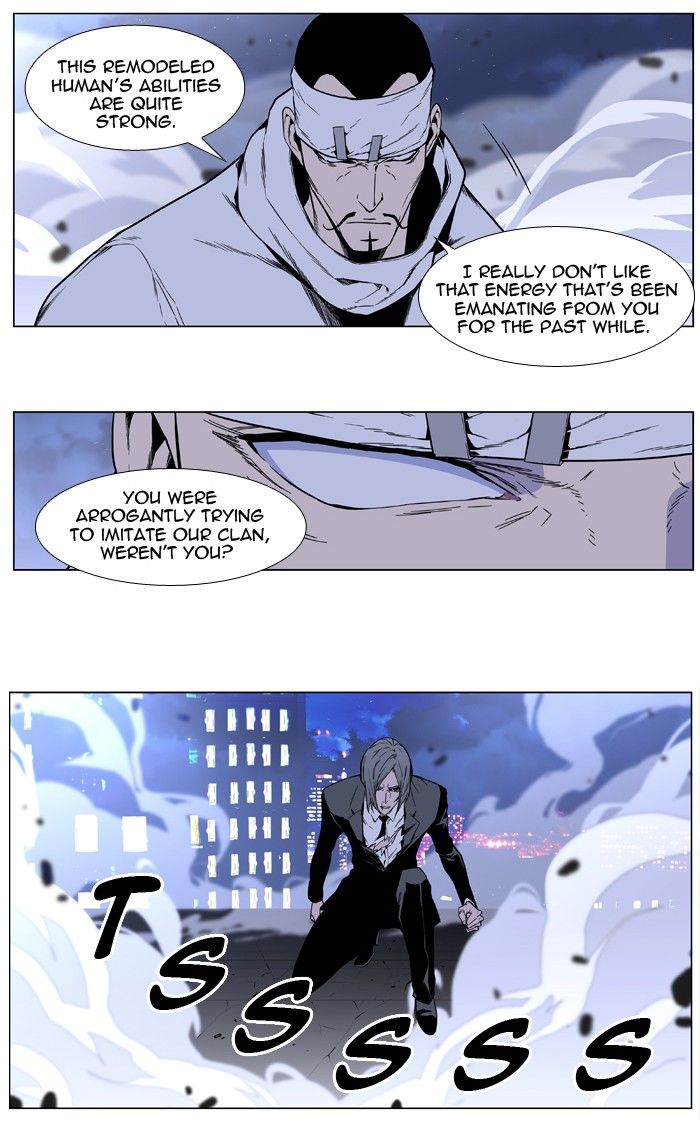 THIS REMODELED
HUMAN'S ABILITIES
ARE QUITE
STRONG.
I REALLY DON'T LIKE
THAT ENERGY THAT'S BEEN
EMANATING FROM YOU
FOR THE PAST WHILE.
YOU WERE
ARROGANTLY TRYING
TO IMITATE OUR CLAN,
WEREN'T YOU?
TSSSSSS